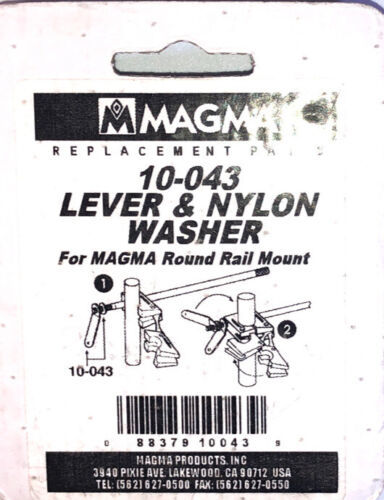 MAGMA
REPLACEMENT PARTS
10-043
LEVER & NYLON
WASHER
For MAGMA Round Rail Mount
1
2
10-043
0 88379 10043 9
MAGMA PRODUCTS, INC
3940 PIXIE AVE. LAKEWOOD, CA 90712 USA
TEL: (562) 627-0500 FAX: (562) 627-0550